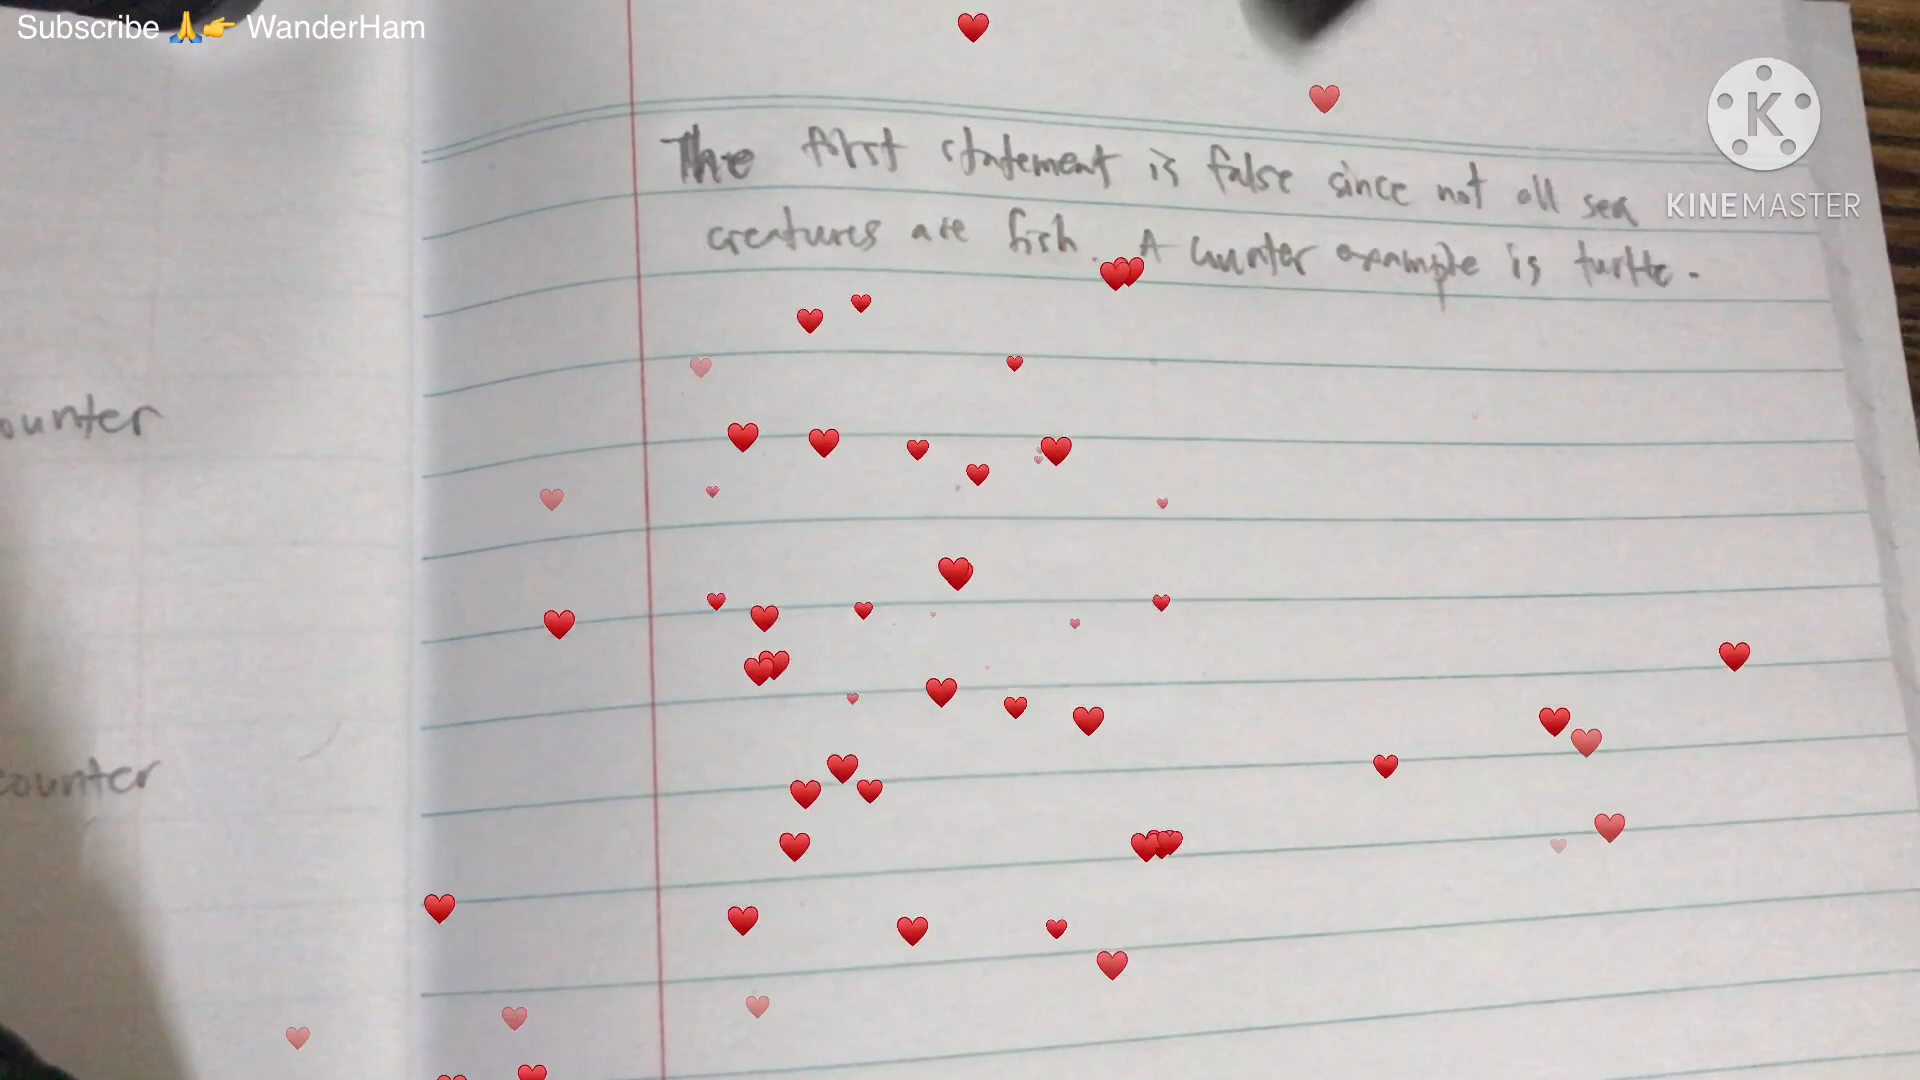 Subscribe 🙏👉 WanderHam
The first statement is false since not all sea
KINEMASTER
creatures are fish. A counter example is turtle.
ounter
counter